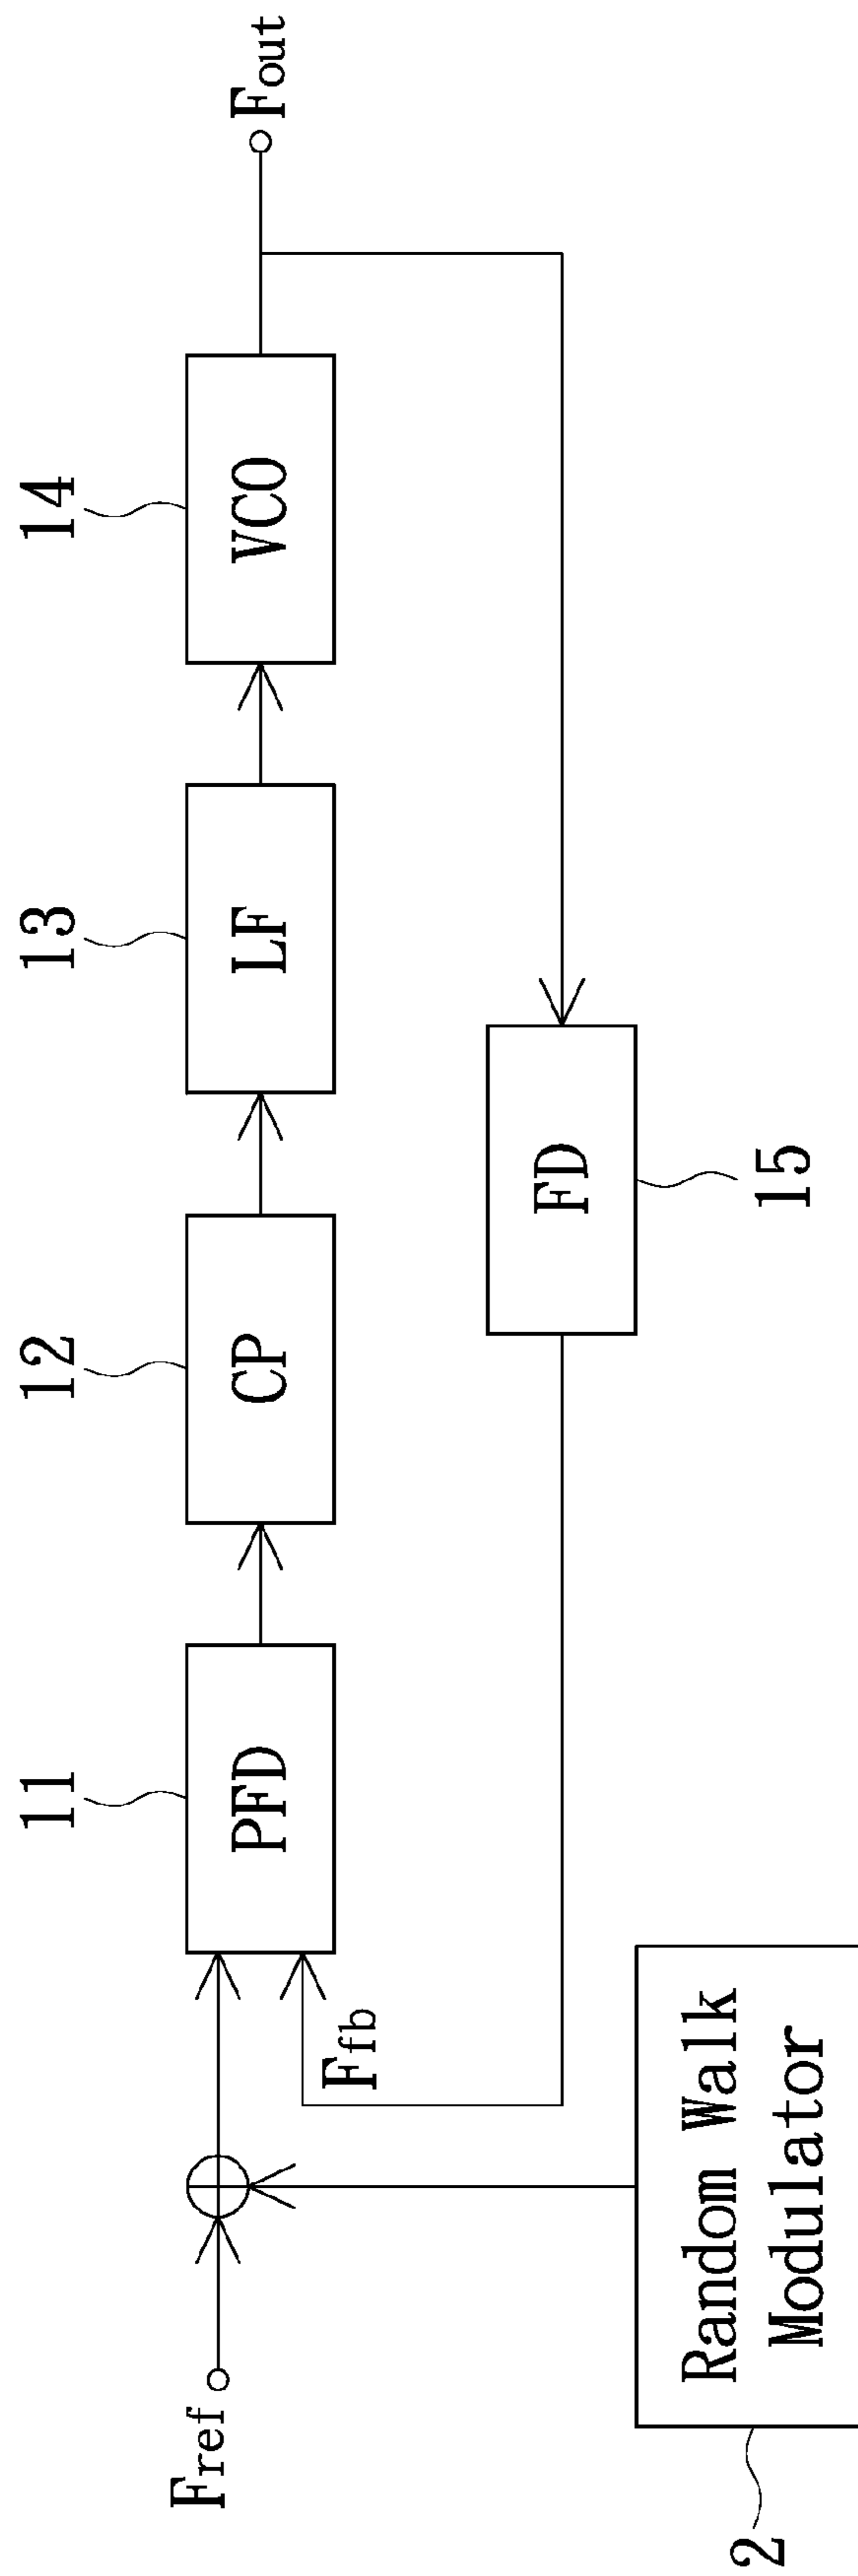 11
12
13
14
Fref
PFD
CP
LF
VCO
Fout
Ffb
FD
15
Random Walk
Modulator
2